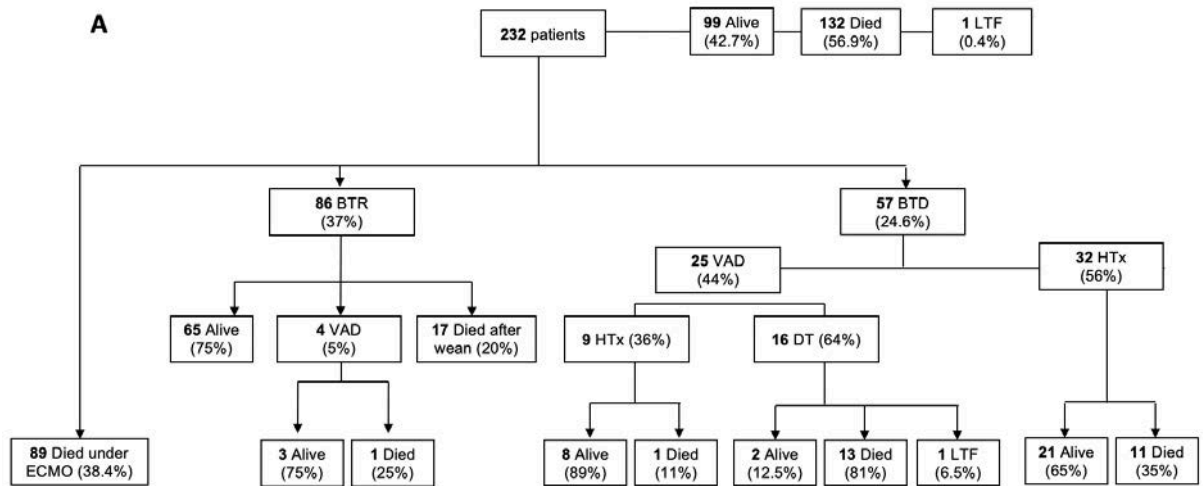 A
232 patients
99 Alive
(42.7%)
132 Died
(56.9%)
1 LTF
(0.4%)
86 BTR
(37%)
57 BTD
(24.6%)
25 VAD
(44%)
32 HTx
(56%)
65 Alive
(75%)
4 VAD
(5%)
17 Died after
wean (20%)
9 HTx (36%)
16 DT (64%)
89 Died under
ECMO (38.4%)
3 Alive
(75%)
1 Died
(25%)
8 Alive
(89%)
1 Died
(11%)
2 Alive
(12.5%)
13 Died
(81%)
1 LTF
(6.5%)
21 Alive
(65%)
11 Died
(35%)